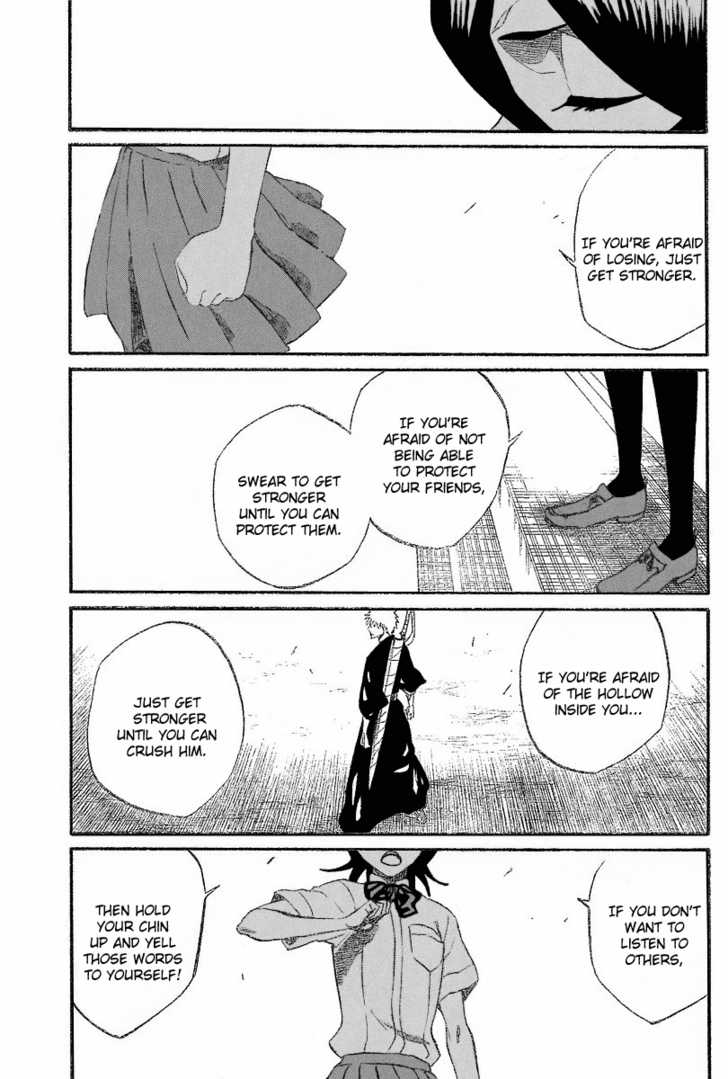 IF YOU'RE AFRAID
OF LOSING, JUST
GET STRONGER.
IF YOU'RE
AFRAID OF NOT
BEING ABLE
TO PROTECT
YOUR FRIENDS,
SWEAR TO GET
STRONGER
UNTIL YOU CAN
PROTECT THEM.
IF YOU'RE AFRAID
OF THE HOLLOW
INSIDE YOU...
JUST GET
STRONGER
UNTIL YOU CAN
CRUSH HIM.
IF YOU DON'T
WANT TO
LISTEN TO
OTHERS,
THEN HOLD
YOUR CHIN
UP AND YELL
THOSE WORDS
TO YOURSELF!